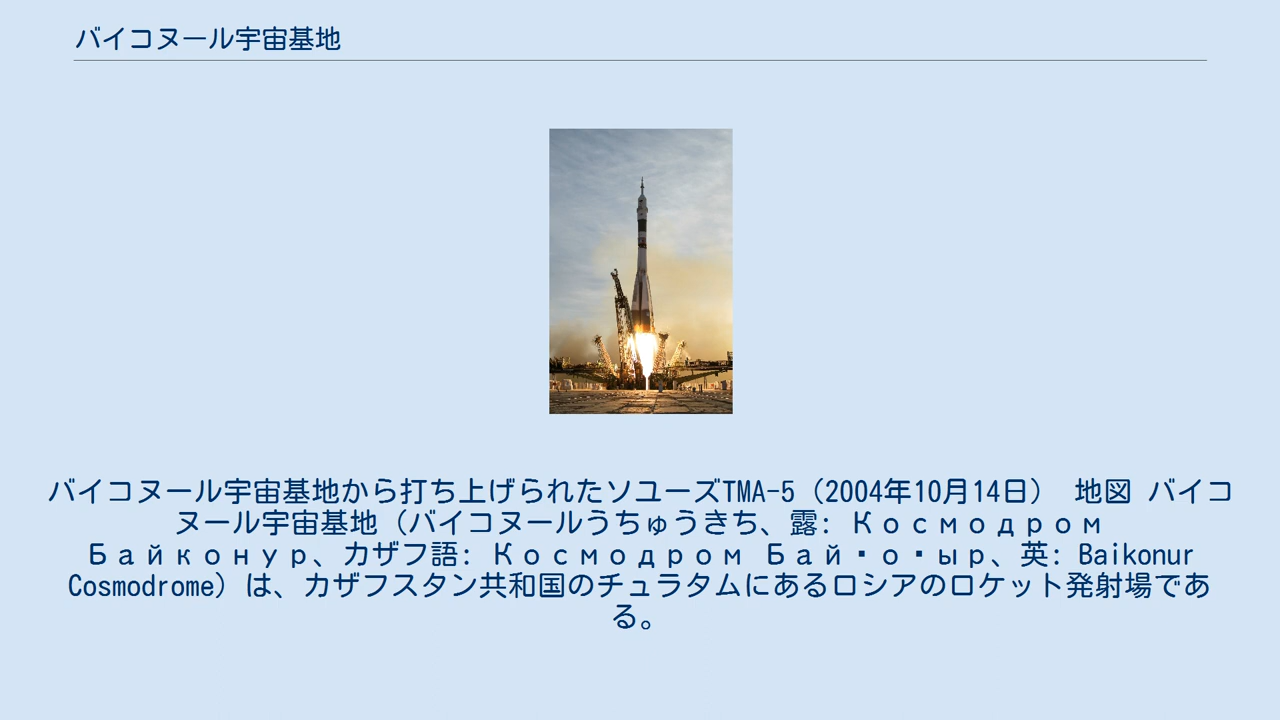 バイコヌール宇宙基地
バイコヌール宇宙基地から打ち上げられたソユーズTMA-5（2004年10月14日） 地図 バイコ
ヌール宇宙基地（バイコヌールうちゅうきち、露: Космодром
Байконур、カザフ語: Космодром Бай▪о▪ыр、英: Baikonur
Cosmodrome）は、カザフスタン共和国のチュラタムにあるロシアのロケット発射場であ
る。